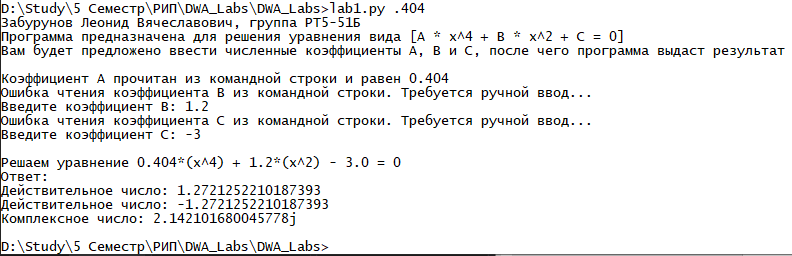 D:\Study\5 Семестр\РИП\DWA_Labs\DWA_Labs>lab1.py .404
Забурунов Леонид Вячеславович, группа РТ5-51Б
Программа предназначена для решения уравнения вида [A * x^4 + B * x^2 + C = 0]
Вам будет предложено ввести численные коэффициенты A, B и C, после чего программа выдаст результат
Коэффициент A прочитан из командной строки и равен 0.404
Ошибка чтения коэффициента B из командной строки. Требуется ручной ввод...
Введите коэффициент B: 1.2
Ошибка чтения коэффициента C из командной строки. Требуется ручной ввод...
Введите коэффициент C: -3
Решаем уравнение 0.404*(x^4) + 1.2*(x^2) - 3.0 = 0
Ответ:
Действительное число: 1.2721252210187393
Действительное число: -1.2721252210187393
Комплексное число: 2.142101680045778j
D:\Study\5 Семестр\РИП\DWA_Labs\DWA_Labs>